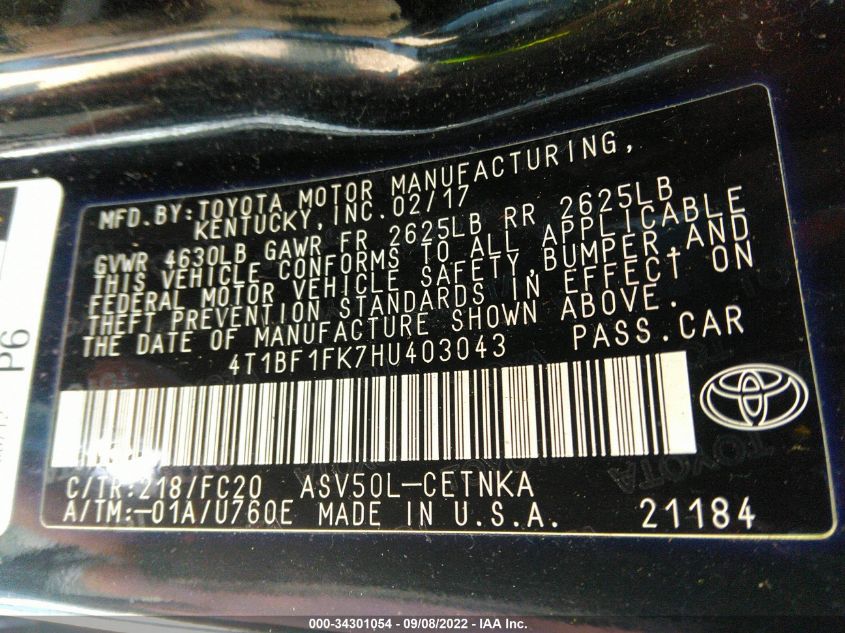 MFD.BY:TOYOTA MOTOR MANUFACTURING,
KENTUCKY,INC.02/17
GVWR 4630LB GAWR FR 2625LB RR 2625LB
THIS VEHICLE CONFORMS TO ALL APPLICABLE
FEDERAL MOTOR VEHICLE SAFETY,BUMPER,AND
THEFT PREVENTION STANDARDS IN EFFECT ON
THE DATE OF MANUFACTURE SHOWN ABOVE.
4T1BF1FK7HU403043 PASS.CAR
C/TR:218/FC20 ASV50L-CETNKA
A/TM:-01A/U760E MADE IN U.S.A. 21184
P6
TOYOTA
000-34301054 - 09/08/2022 - IAA Inc.